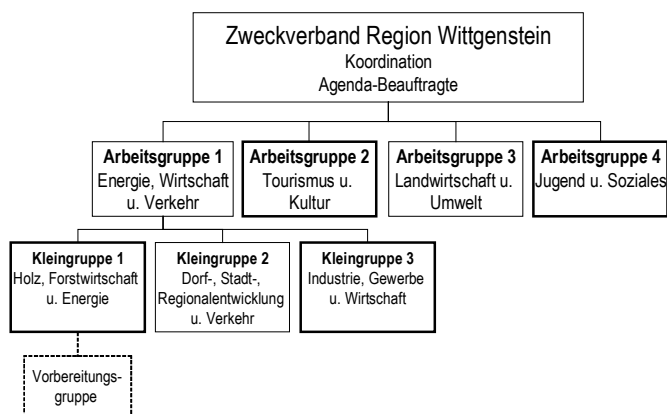 Zweckverband Region Wittgenstein
Koordination
Agenda-Beauftragte
Arbeitsgruppe 1
Energie, Wirtschaft
u. Verkehr
Arbeitsgruppe 2
Tourismus u.
Kultur
Arbeitsgruppe 3
Landwirtschaft u.
Umwelt
Arbeitsgruppe 4
Jugend u. Soziales
Kleingruppe 1
Holz, Forstwirtschaft
u. Energie
Kleingruppe 2
Dorf-, Stadt-,
Regionalentwicklung
u. Verkehr
Kleingruppe 3
Industrie, Gewerbe
u. Wirtschaft
Vorbereitungs-
gruppe